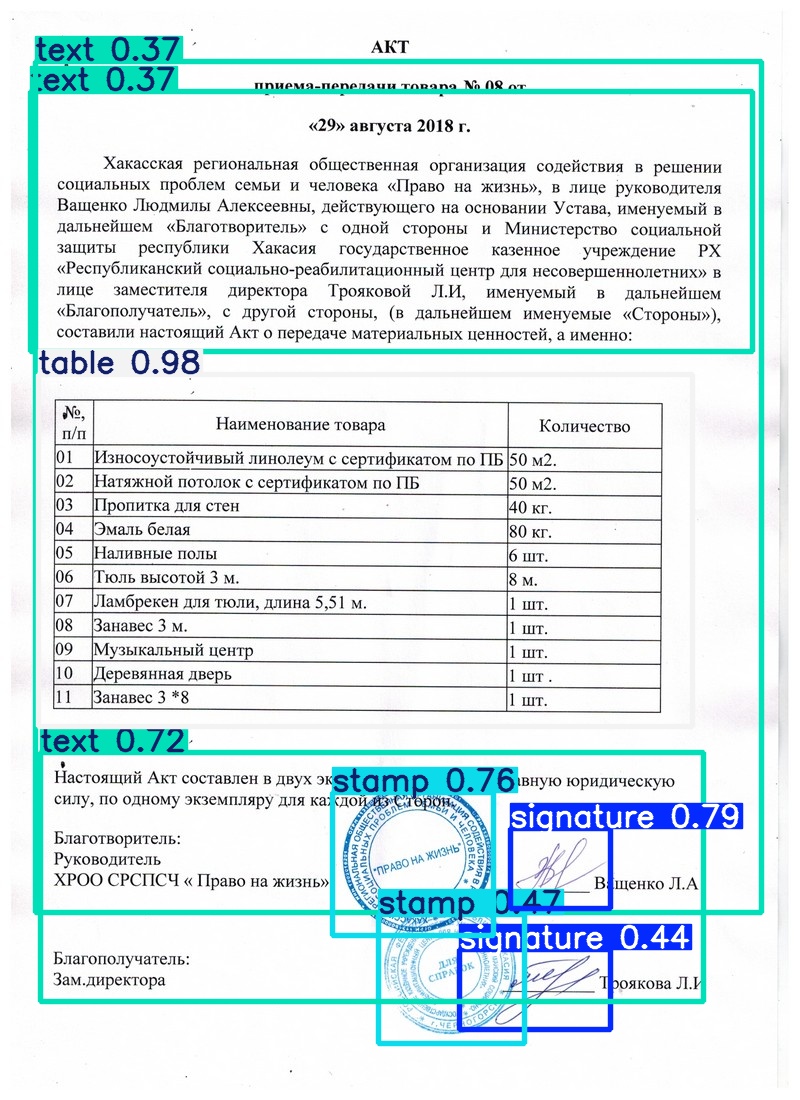 text 0.37
АКТ
text 0.37
приема-передачи товара № 08 от
«29» августа 2018 г.
Хакасская региональная общественная организация содействия в решении
социальных проблем семьи и человека «Право на жизнь», в лице руководителя
Ващенко Людмилы Алексеевны, действующего на основании Устава, именуемый в
дальнейшем «Благотворитель» с одной стороны и Министерство социальной
защиты республики Хакасия государственное казенное учреждение РХ
«Республиканский социально-реабилитационный центр для несовершеннолетних» в
лице заместителя директора Трояковой Л.И, именуемый в дальнейшем
«Благополучатель», с другой стороны, (в дальнейшем именуемые «Стороны»),
составили настоящий Акт о передаче материальных ценностей, а именно:
table 0.98
№, п/п Наименование товара Количество
01 Износоустойчивый линолеум с сертификатом по ПБ 50 м2.
02 Натяжной потолок с сертификатом по ПБ 50 м2.
03 Пропитка для стен 40 кг.
04 Эмаль белая 80 кг.
05 Наливные полы 6 шт.
06 Тюль высотой 3 м. 8 м.
07 Ламбрекен для тюли, длина 5,51 м. 1 шт.
08 Занавес 3 м. 1 шт.
09 Музыкальный центр 1 шт.
10 Деревянная дверь 1 шт .
11 Занавес 3 *8 1 шт.
text 0.72
Настоящий Акт составлен в двух stamp 0.76 юридическую
силу, по одному экземпляру для каждой из Сторон.
signature 0.79
Благотворитель:
Руководитель
"ПРАВО НА ЖИЗНЬ"
ХРОО СРСПСЧ « Право на жизнь» Ващенко Л.А
stamp 0.47
signature 0.44
Благополучатель:
ДЛЯ
СПРАВОК
Зам.директора Троякова Л.И